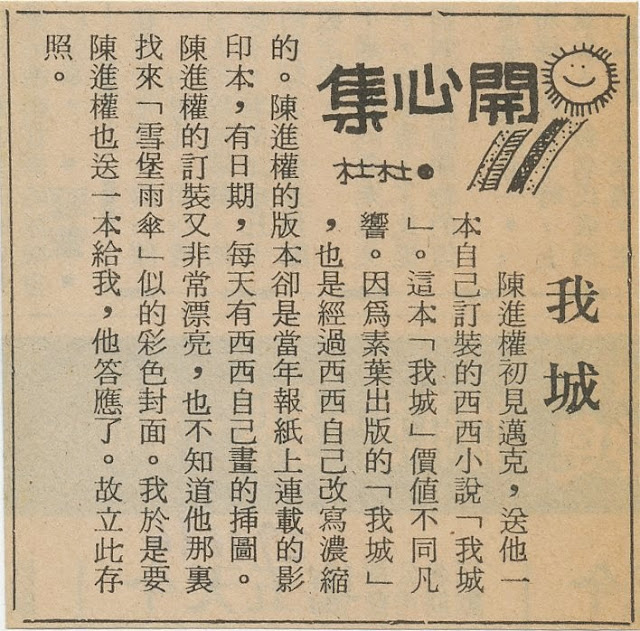 開心集
●杜杜
我城
陳進權初見邁克，送他一
本自己訂裝的西西小說「我城
」。這本「我城」價值不同凡
響。因爲素葉出版的「我城」
，也是經過西西自己改寫濃縮
的。陳進權的版本卻是當年報紙上連載的影
印本，有日期，每天有西西自己畫的揷圖。
陳進權的訂裝又非常漂亮，也不知道他那裏
找來「雪堡雨傘」似的彩色封面。我於是要
陳進權也送一本給我，他答應了。故立此存
照。